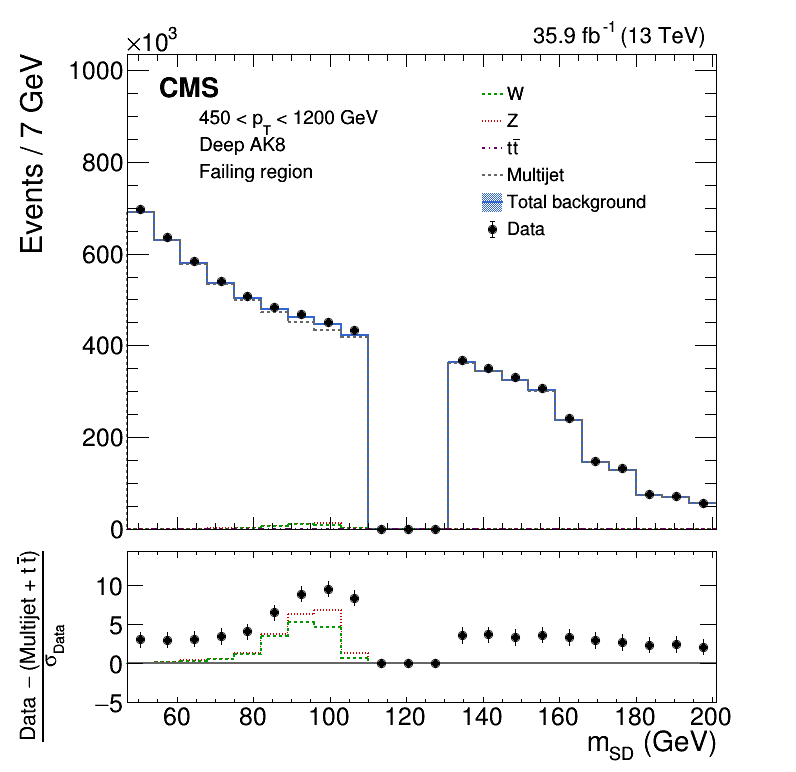 ×10³
35.9 fb⁻¹ (13 TeV)
Events / 7 GeV
1000
800
600
400
200
0
CMS
450 < p_T < 1200 GeV
Deep AK8
Failing region
W
Z
tt̄
Multijet
Total background
Data
Data − (Multijet + t t̄)
σ_Data
10
5
0
−5
60 80 100 120 140 160 180 200
m_SD (GeV)